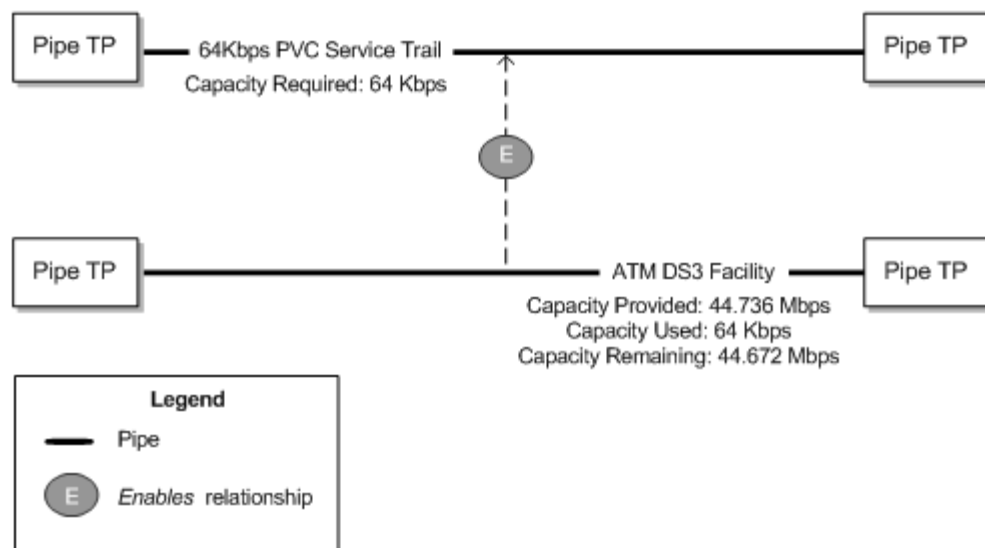 Pipe TP
64Kbps PVC Service Trail
Pipe TP
Capacity Required: 64 Kbps
E
Pipe TP
ATM DS3 Facility
Pipe TP
Capacity Provided: 44.736 Mbps
Capacity Used: 64 Kbps
Capacity Remaining: 44.672 Mbps
Legend
Pipe
E
Enables relationship